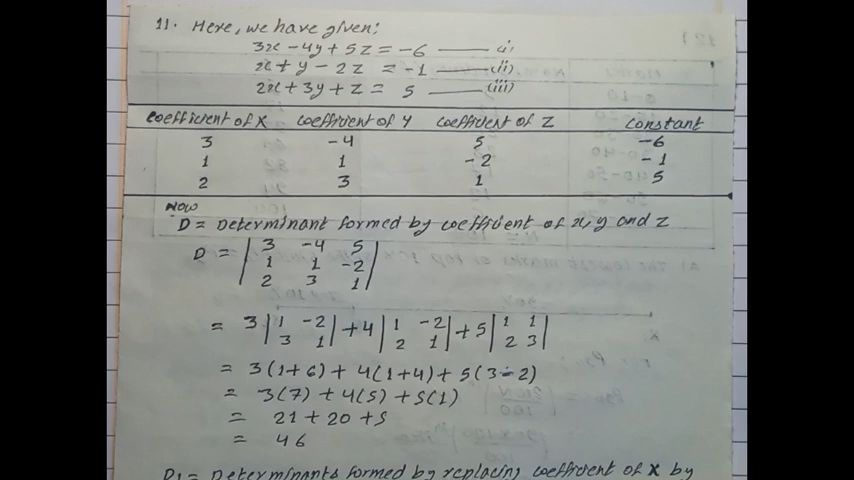 11. Here, we have given:
3x - 4y + 5z = -6 —— (i)
x + y - 2z = -1 —— (ii)
2x + 3y + z = 5 —— (iii)
coefficient of x coefficient of y coefficient of z constant
3 -4 5 -6
1 1 -2 -1
2 3 1 5
Now
D = Determinant formed by coefficient of x, y and z
D = | 3 -4 5 |
| 1 1 -2 |
| 2 3 1 |
= 3 | 1 -2 | + 4 | 1 -2 | + 5 | 1 1 |
| 3 1 | | 2 1 | | 2 3 |
= 3(1+6) + 4(1+4) + 5(3-2)
= 3(7) + 4(5) + 5(1)
= 21 + 20 + 5
= 46
D1 = Determinants formed by replacing coefficient of x by